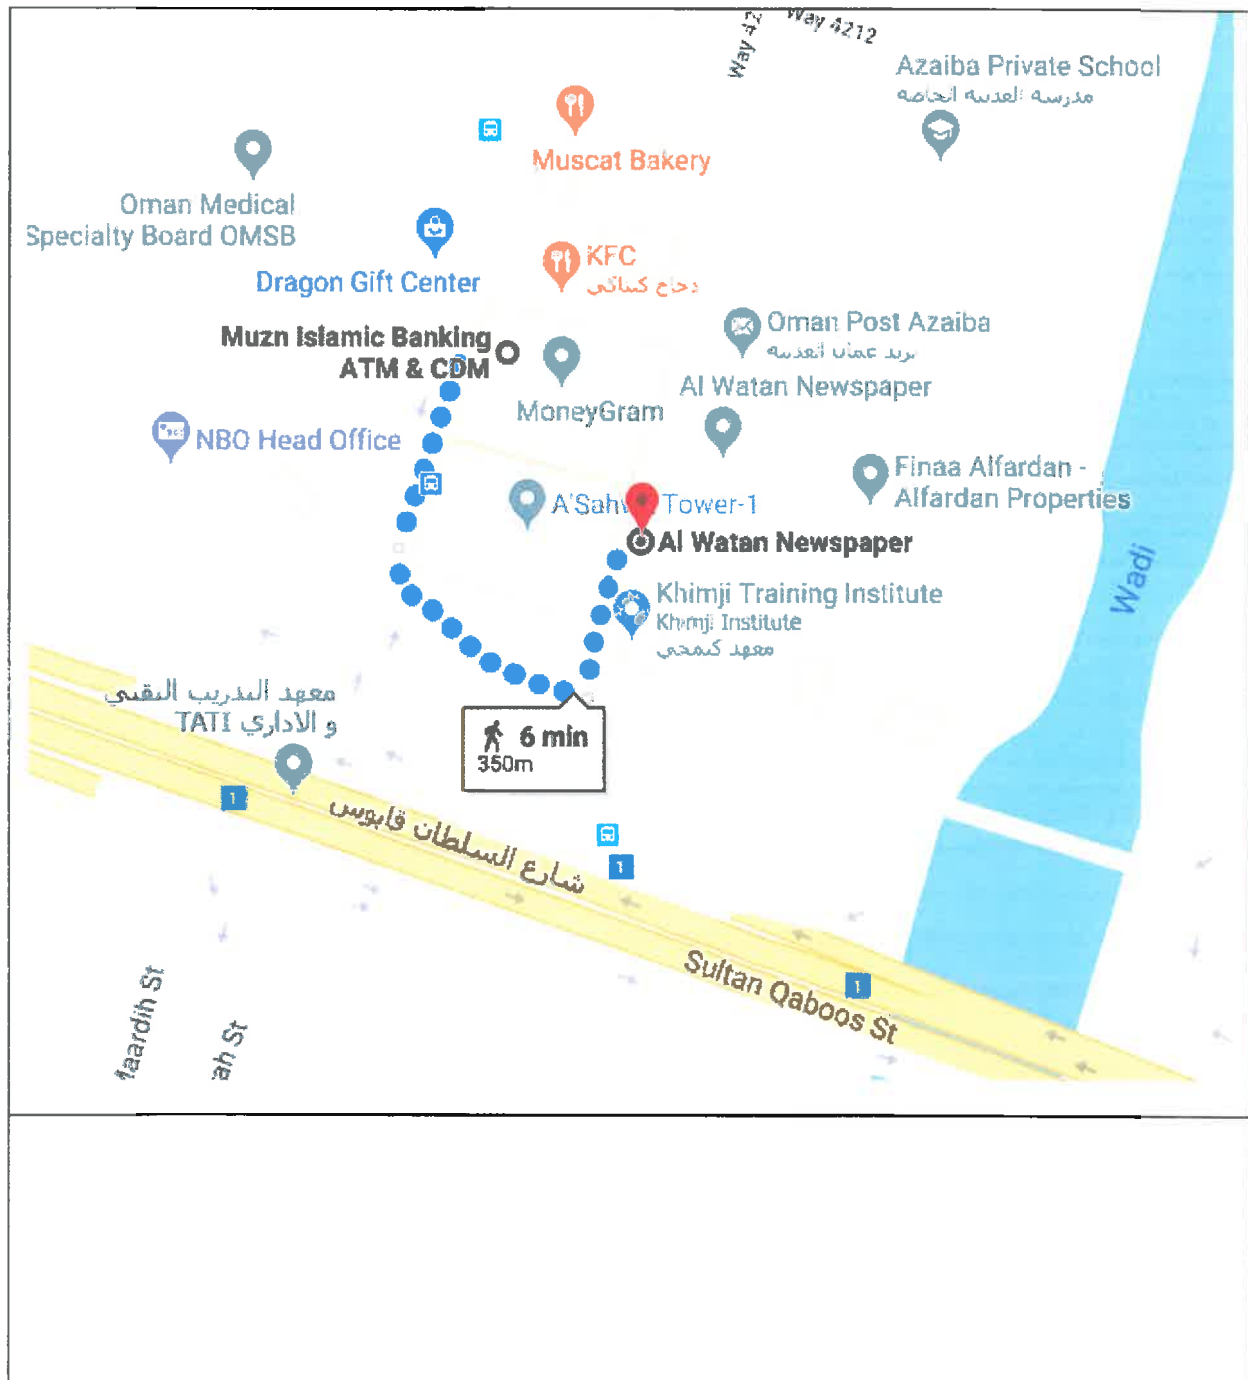 Way 4212
Way 42
Azaiba Private School
مدرسة العذيبة الخاصة
Muscat Bakery
Oman Medical
Specialty Board OMSB
Dragon Gift Center
KFC
دجاج كنتاكي
Muzn Islamic Banking
ATM & CDM
Oman Post Azaiba
بريد عمان العذيبة
MoneyGram
Al Watan Newspaper
NBO Head Office
Finaa Alfardan -
Alfardan Properties
A'Sah Tower-1
Al Watan Newspaper
Khimji Training Institute
Khimji Institute
معهد كيمجي
Wadi
معهد التدريب التقني
و الاداري TATI
6 min
350m
1
شارع السلطان قابوس
1
Sultan Qaboos St
1
Maardih St
ah St